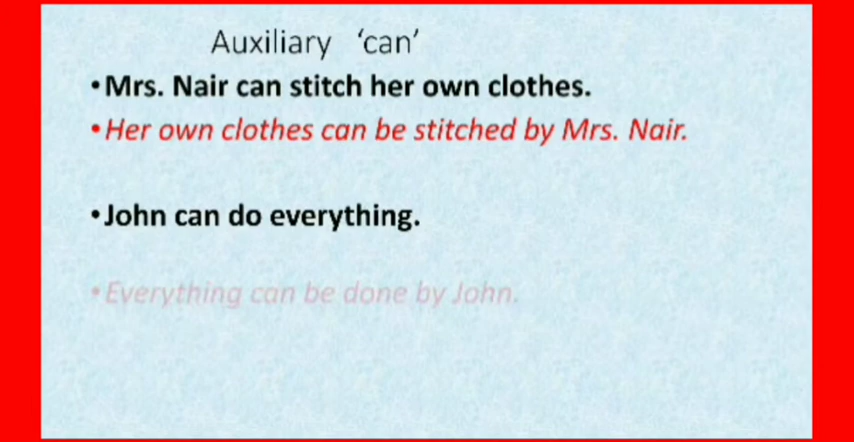 Auxiliary ‘can’
•Mrs. Nair can stitch her own clothes.
•Her own clothes can be stitched by Mrs. Nair.
•John can do everything.
•Everything can be done by John.